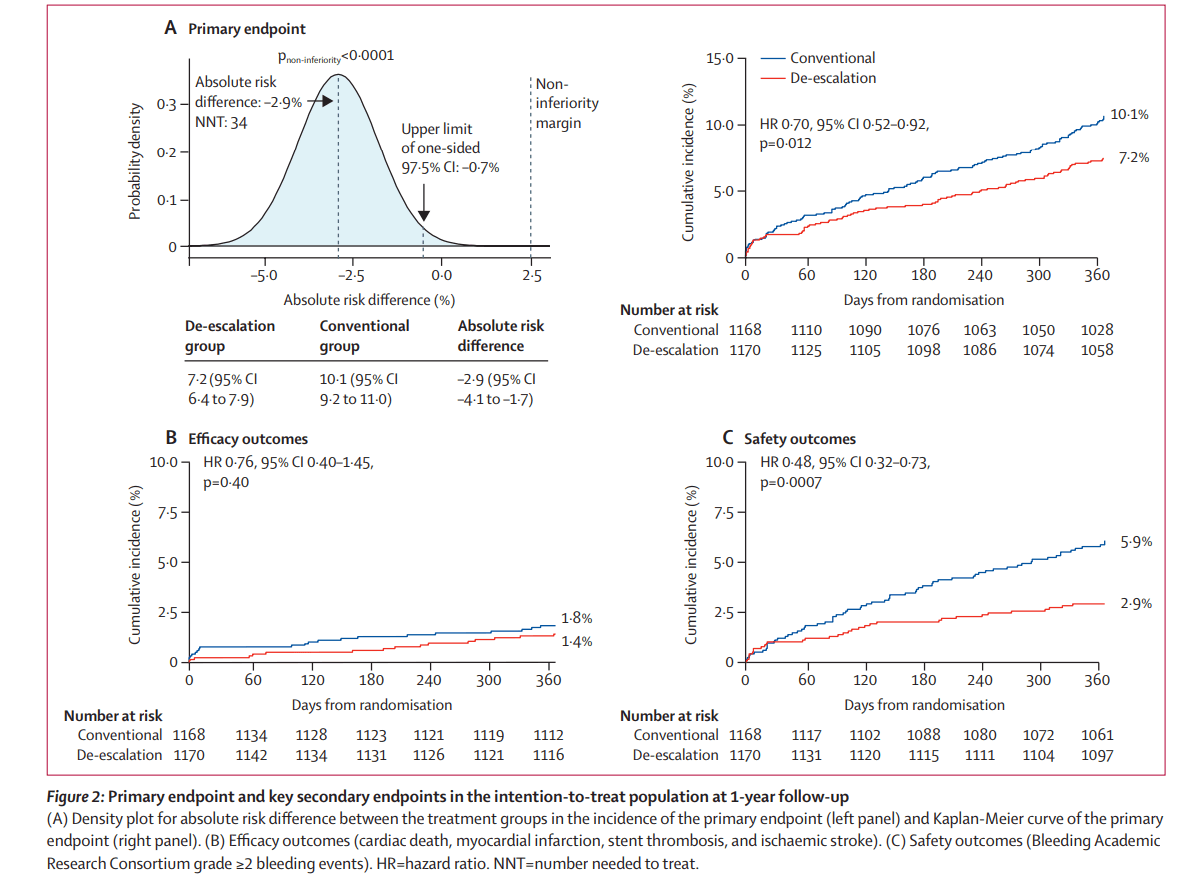 A Primary endpoint
p non-inferiority<0·0001
Absolute risk
difference: –2·9%
NNT: 34
Upper limit
of one-sided
97·5% CI: –0·7%
Non-
inferiority
margin
Probability density
0·3
0·2
0·1
0
–5·0 –2·5 0·0 2·5
Absolute risk difference (%)
De-escalation group Conventional group Absolute risk difference
7·2 (95% CI 6·4 to 7·9) 10·1 (95% CI 9·2 to 11·0) –2·9 (95% CI –4·1 to –1·7)
Conventional
De-escalation
HR 0·70, 95% CI 0·52–0·92,
p=0·012
10·1%
7·2%
Cumulative incidence (%)
15·0
10·0
5·0
0
0 60 120 180 240 300 360
Days from randomisation
Number at risk
Conventional 1168 1110 1090 1076 1063 1050 1028
De-escalation 1170 1125 1105 1098 1086 1074 1058
B Efficacy outcomes
HR 0·76, 95% CI 0·40–1·45,
p=0·40
1·8%
1·4%
Cumulative incidence (%)
10·0
7·5
5·0
2·5
0
0 60 120 180 240 300 360
Days from randomisation
Number at risk
Conventional 1168 1134 1128 1123 1121 1119 1112
De-escalation 1170 1142 1134 1131 1126 1121 1116
C Safety outcomes
HR 0·48, 95% CI 0·32–0·73,
p=0·0007
5·9%
2·9%
Cumulative incidence (%)
10·0
7·5
5·0
2·5
0
0 60 120 180 240 300 360
Days from randomisation
Number at risk
Conventional 1168 1117 1102 1088 1080 1072 1061
De-escalation 1170 1131 1120 1115 1111 1104 1097
Figure 2: Primary endpoint and key secondary endpoints in the intention-to-treat population at 1-year follow-up
(A) Density plot for absolute risk difference between the treatment groups in the incidence of the primary endpoint (left panel) and Kaplan-Meier curve of the primary
endpoint (right panel). (B) Efficacy outcomes (cardiac death, myocardial infarction, stent thrombosis, and ischaemic stroke). (C) Safety outcomes (Bleeding Academic
Research Consortium grade ≥2 bleeding events). HR=hazard ratio. NNT=number needed to treat.